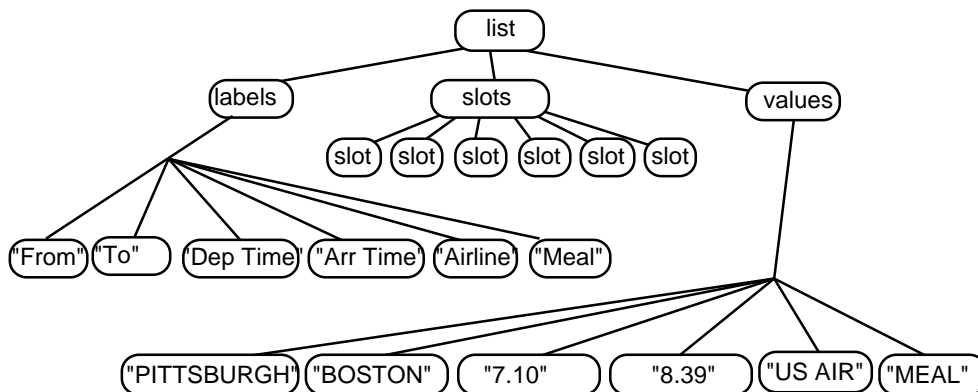 list
labels slots values
slot slot slot slot slot slot
"From" "To" "Dep Time" "Arr Time" "Airline" "Meal"
"PITTSBURGH" "BOSTON" "7.10" "8.39" "US AIR" "MEAL"